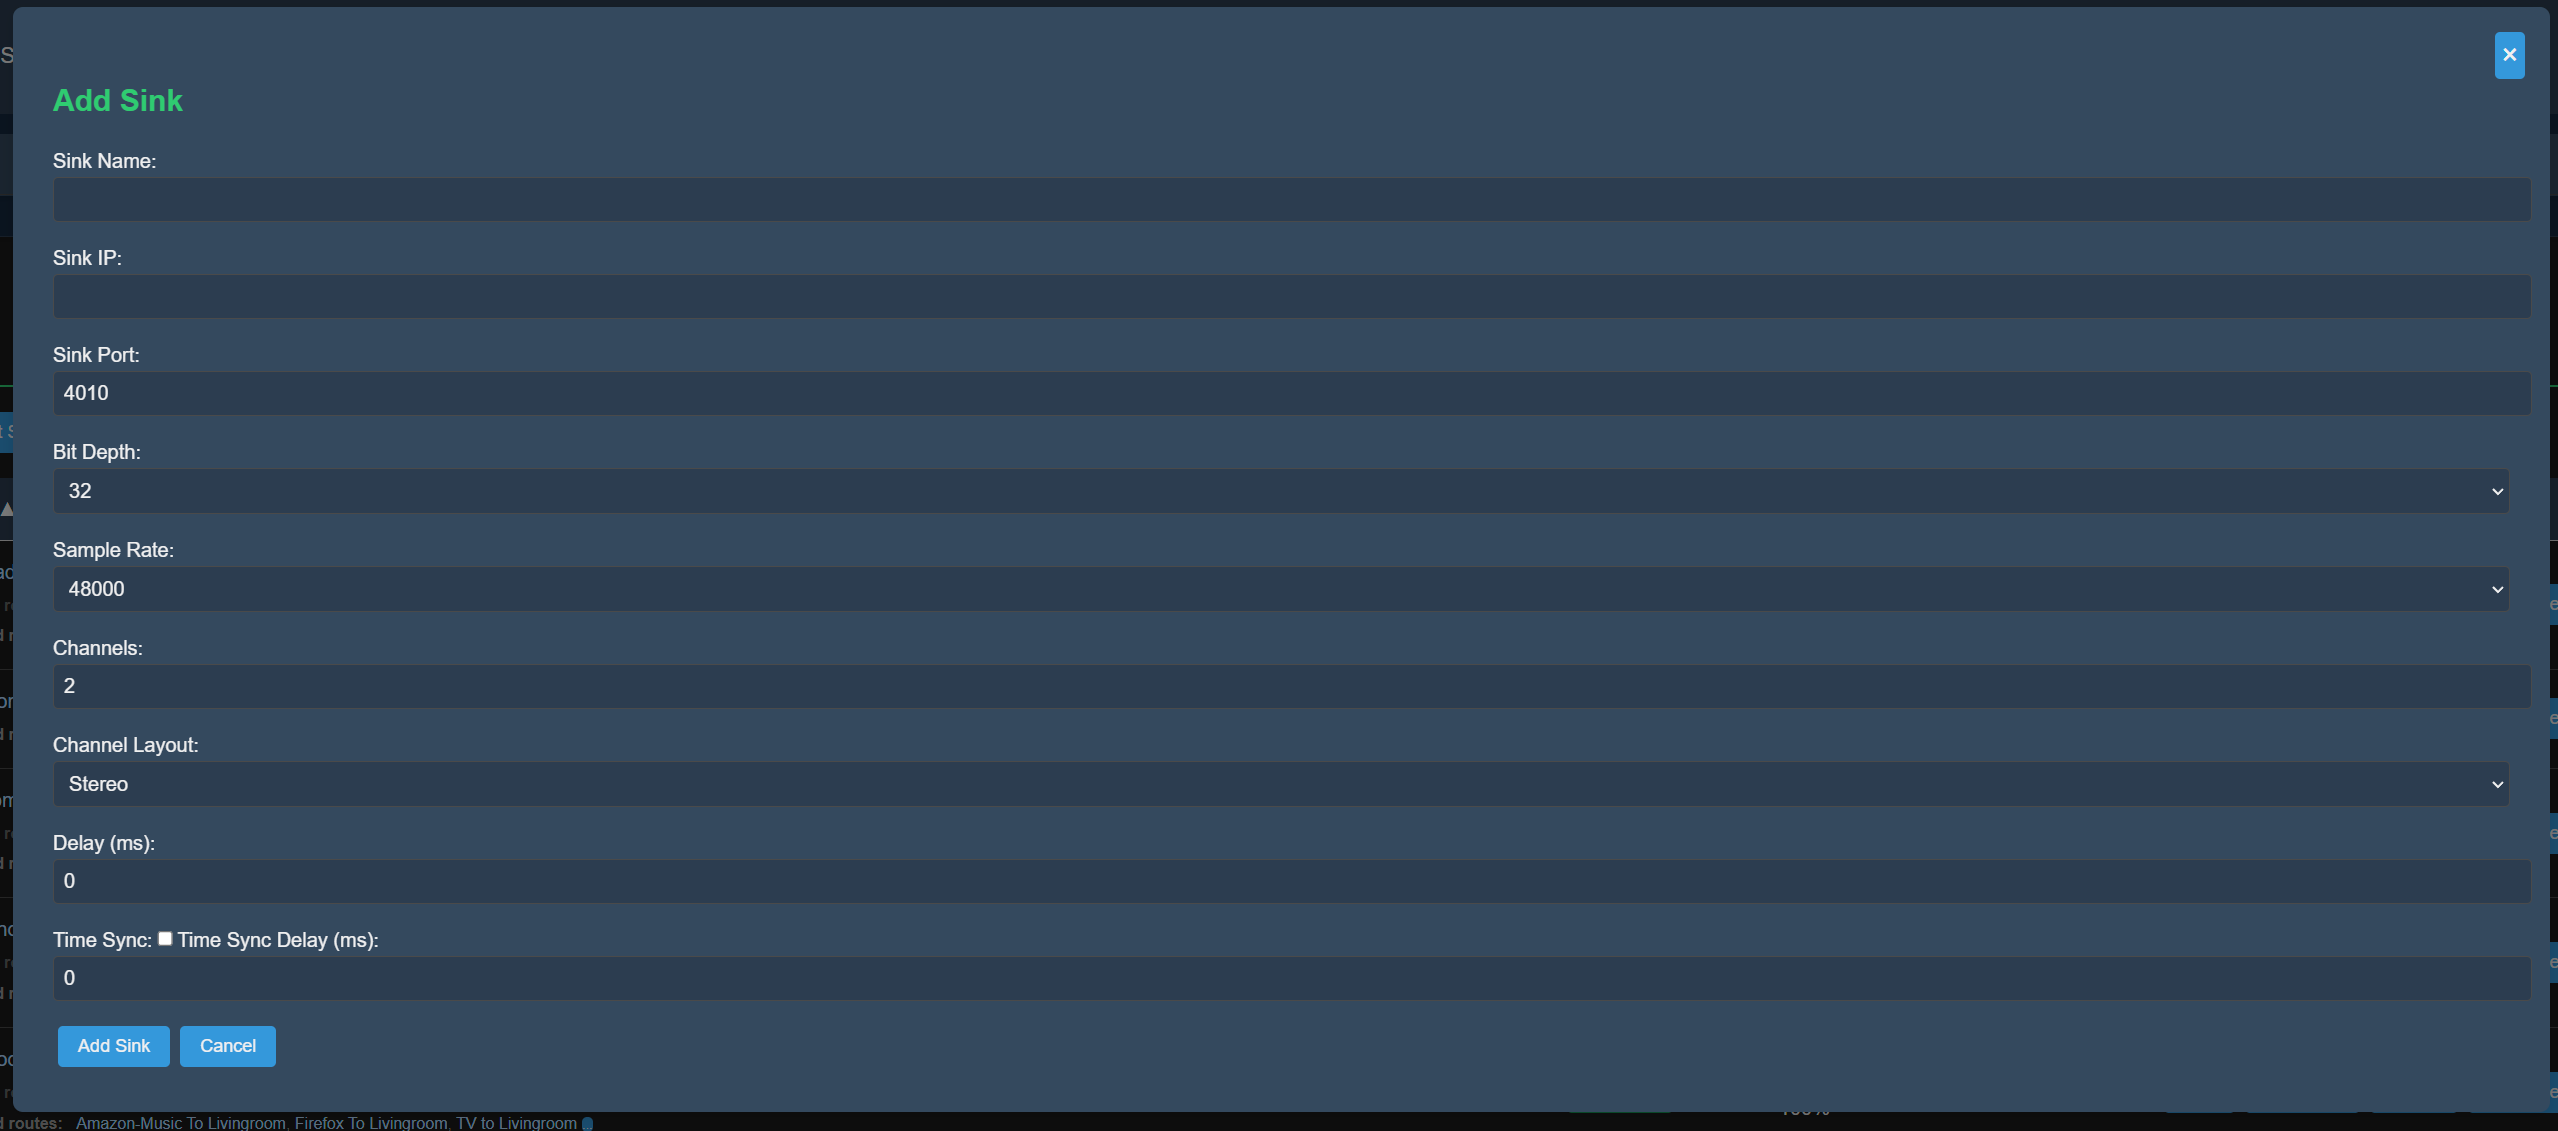 ×
Add Sink
Sink Name:
Sink IP:
Sink Port:
4010
Bit Depth:
32
Sample Rate:
48000
Channels:
2
Channel Layout:
Stereo
Delay (ms):
0
Time Sync: Time Sync Delay (ms):
0
Add Sink Cancel
routes: Amazon-Music To Livingroom, Firefox To Livingroom, TV to Livingroom ...